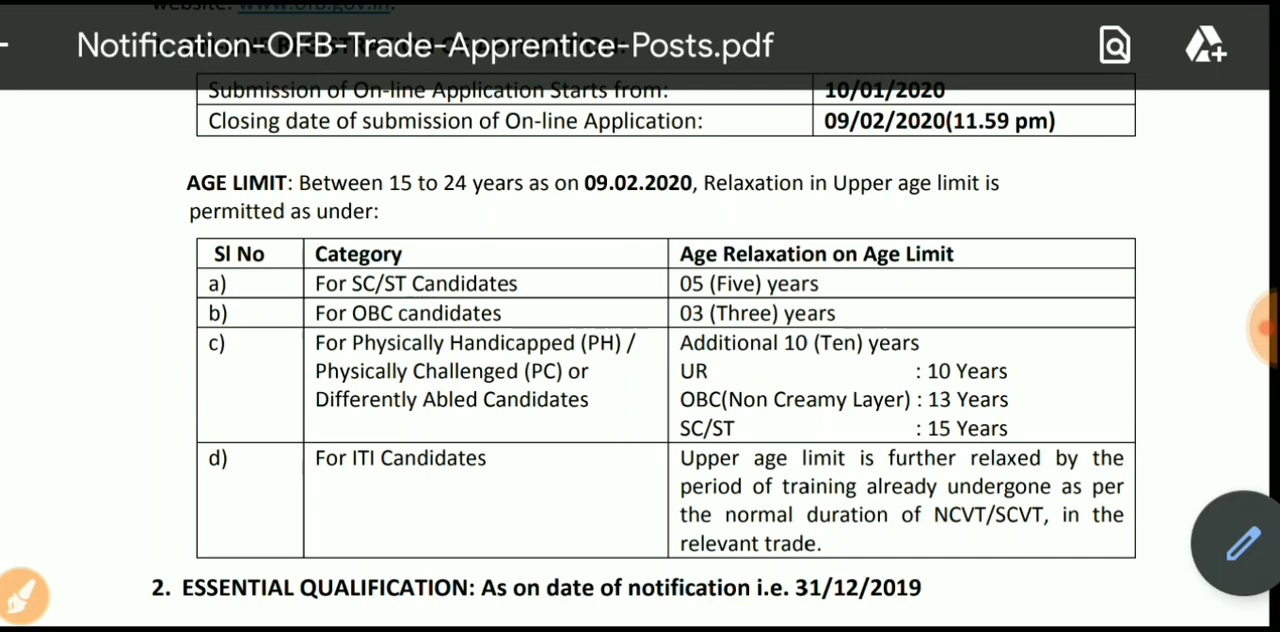 website: www.ofb.gov.in.
Notification-OFB-Trade-Apprentice-Posts.pdf
Submission of On-line Application Starts from: 10/01/2020
Closing date of submission of On-line Application: 09/02/2020(11.59 pm)
AGE LIMIT: Between 15 to 24 years as on 09.02.2020, Relaxation in Upper age limit is
permitted as under:
Sl No Category Age Relaxation on Age Limit
a) For SC/ST Candidates 05 (Five) years
b) For OBC candidates 03 (Three) years
c) For Physically Handicapped (PH) / Additional 10 (Ten) years
Physically Challenged (PC) or UR : 10 Years
Differently Abled Candidates OBC(Non Creamy Layer) : 13 Years
SC/ST : 15 Years
d) For ITI Candidates Upper age limit is further relaxed by the
period of training already undergone as per
the normal duration of NCVT/SCVT, in the
relevant trade.
2. ESSENTIAL QUALIFICATION: As on date of notification i.e. 31/12/2019